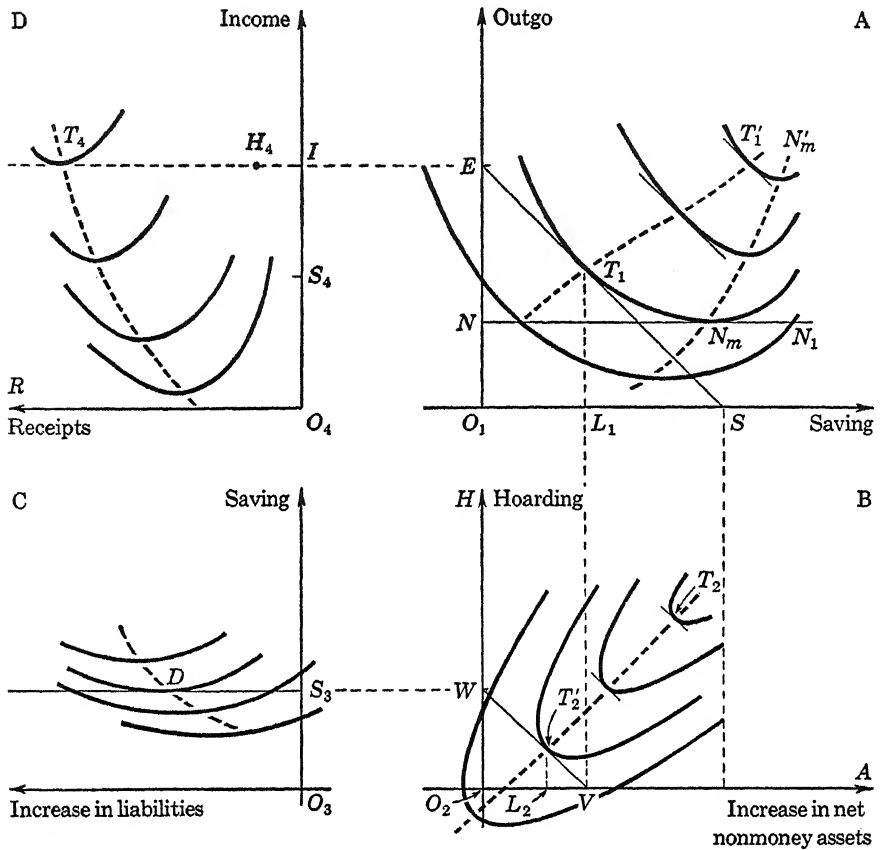 D
Income
Outgo
A
T₄
H₄
I
E
T₁′
N′ₘ
S₄
T₁
N
Nₘ
N₁
R
Receipts
O₄
O₁
L₁
S
Saving
C
Saving
H
Hoarding
B
T₂
D
S₃
W
T₂′
A
Increase in liabilities
O₃
O₂
L₂
V
Increase in net
nonmoney assets